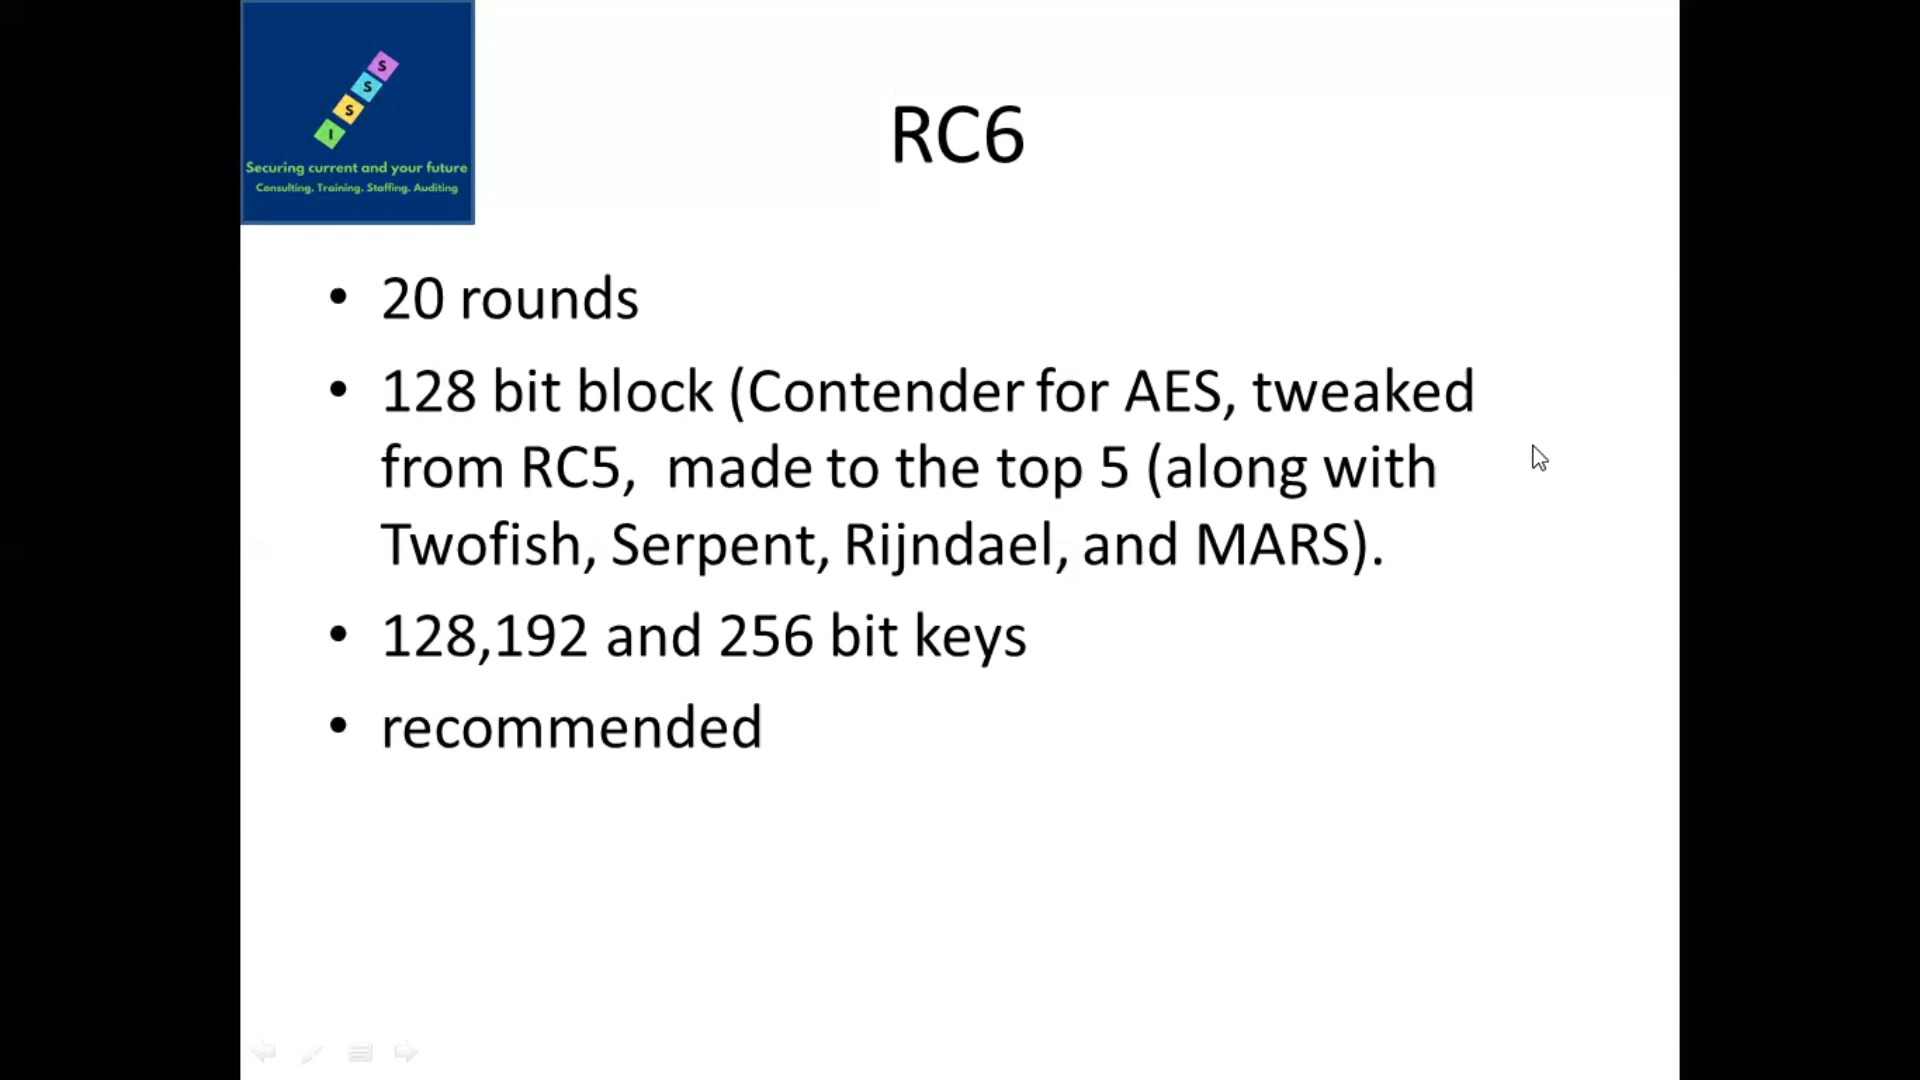 S
S
S
I
Securing current and your future
Consulting. Training. Staffing. Auditing
RC6
• 20 rounds
• 128 bit block (Contender for AES, tweaked
from RC5,  made to the top 5 (along with
Twofish, Serpent, Rijndael, and MARS).
• 128,192 and 256 bit keys
• recommended